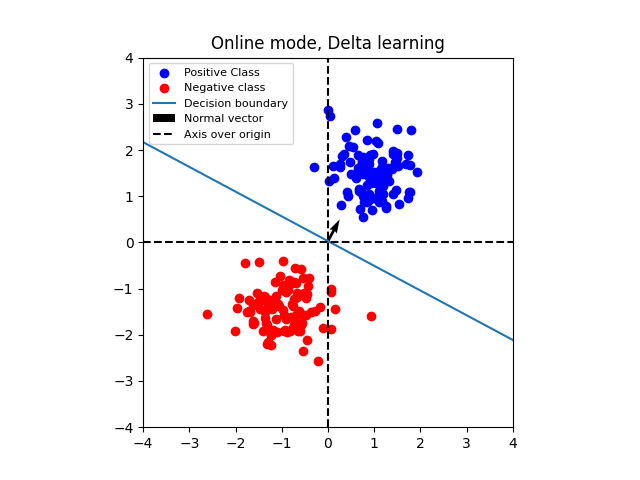 Online mode, Delta learning
Positive Class
Negative class
Decision boundary
Normal vector
Axis over origin
4
3
2
1
0
−1
−2
−3
−4
−4 −3 −2 −1 0 1 2 3 4